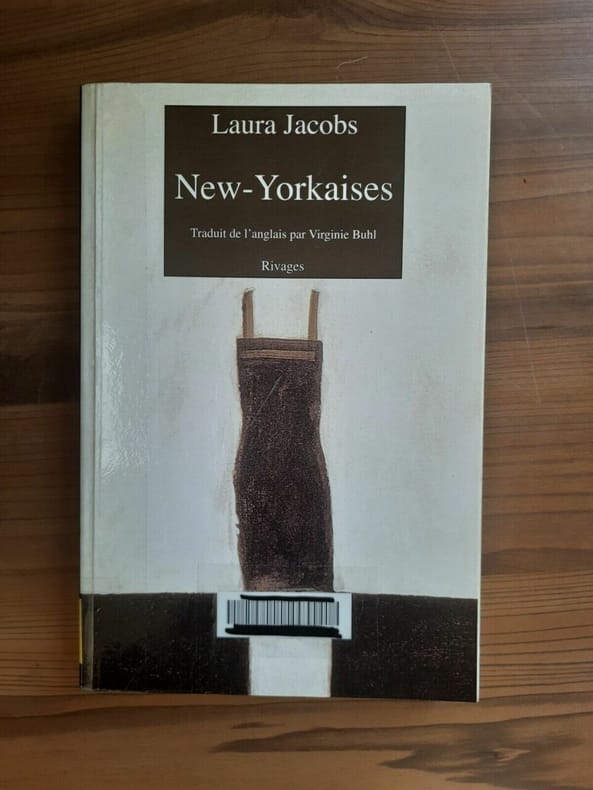 Laura Jacobs
New-Yorkaises
Traduit de l'anglais par Virginie Buhl
Rivages